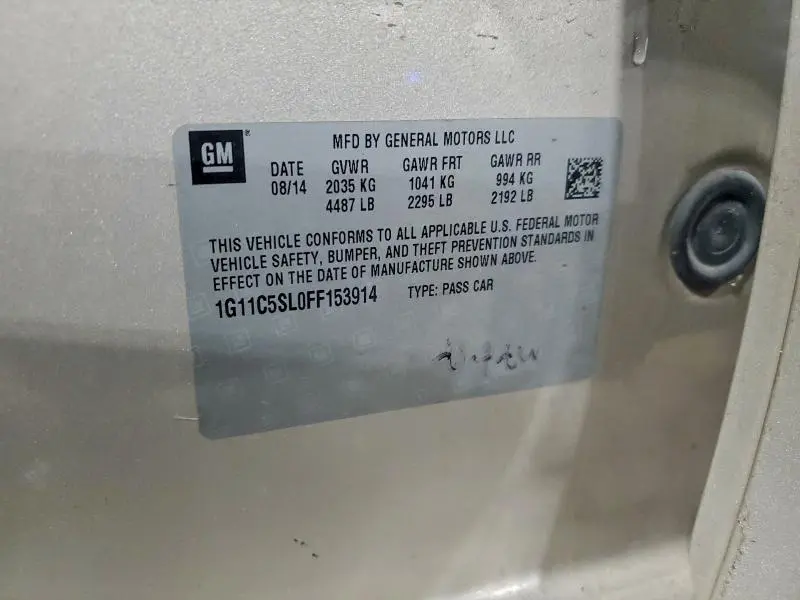 GM®
MFD BY GENERAL MOTORS LLC
DATE GVWR GAWR FRT GAWR RR
08/14 2035 KG 1041 KG 994 KG
4487 LB 2295 LB 2192 LB
THIS VEHICLE CONFORMS TO ALL APPLICABLE U.S. FEDERAL MOTOR
VEHICLE SAFETY, BUMPER, AND THEFT PREVENTION STANDARDS IN
EFFECT ON THE DATE OF MANUFACTURE SHOWN ABOVE.
1G11C5SL0FF153914 TYPE: PASS CAR